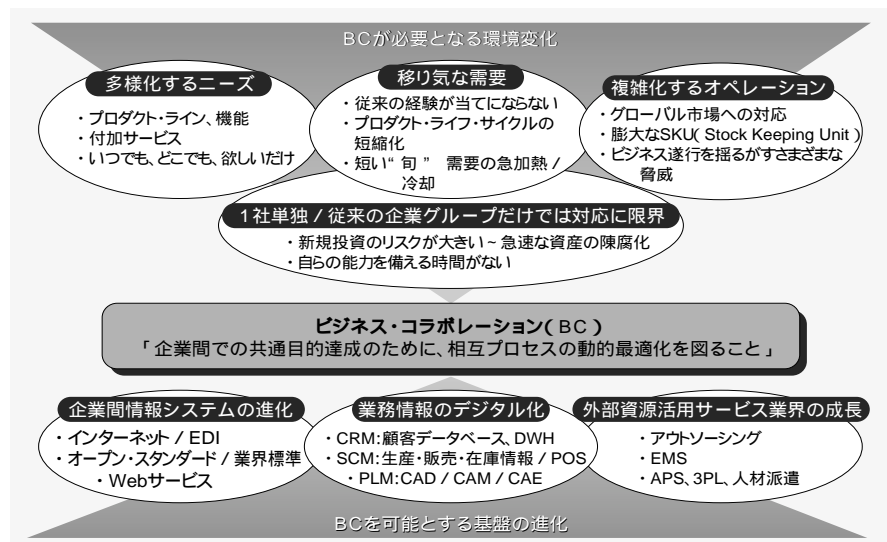 BCが必要となる環境変化
多様化するニーズ
・プロダクト・ライン、機能
・付加サービス
・いつでも、どこでも、欲しいだけ
移り気な需要
・従来の経験が当てにならない
・プロダクト・ライフ・サイクルの
短縮化
・短い“旬” 需要の急加熱/
冷却
複雑化するオペレーション
・グローバル市場への対応
・膨大なSKU(Stock Keeping Unit)
・ビジネス遂行を揺るがすさまざまな
脅威
1社単独/従来の企業グループだけでは対応に限界
・新規投資のリスクが大きい~急速な資産の陳腐化
・自らの能力を備える時間がない
ビジネス・コラボレーション(BC)
「企業間での共通目的達成のために、相互プロセスの動的最適化を図ること」
企業間情報システムの進化
・インターネット/EDI
・オープン・スタンダード/業界標準
・Webサービス
業務情報のデジタル化
・CRM:顧客データベース、DWH
・SCM:生産・販売・在庫情報/POS
・PLM:CAD/CAM/CAE
外部資源活用サービス業界の成長
・アウトソーシング
・EMS
・APS、3PL、人材派遣
BCを可能とする基盤の進化